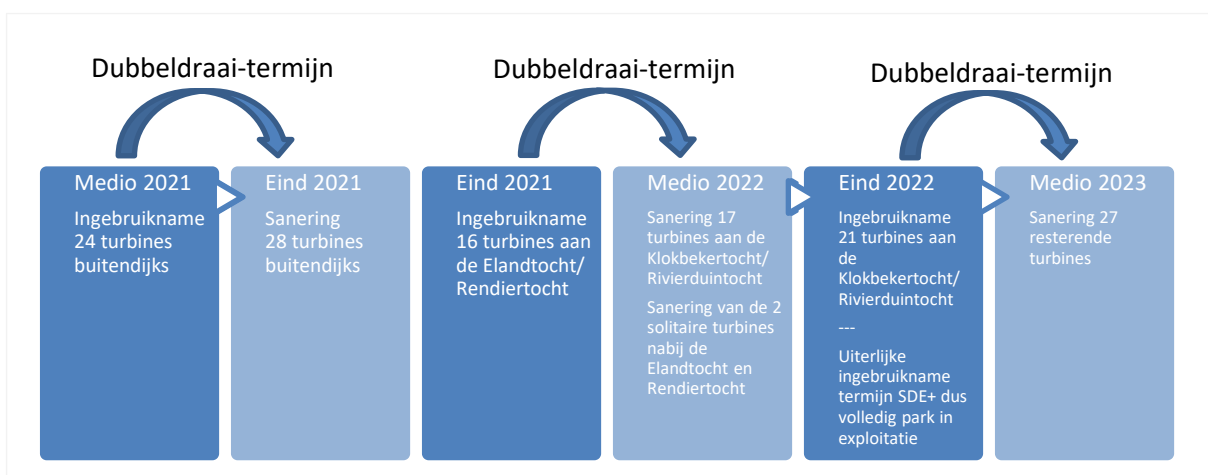 Dubbeldraai-termijn
Dubbeldraai-termijn
Dubbeldraai-termijn
Medio 2021
Ingebruikname
24 turbines
buitendijks
Eind 2021
Sanering
28 turbines
buitendijks
Eind 2021
Ingebruikname
16 turbines aan
de Elandtocht/
Rendiertocht
Medio 2022
Sanering 17
turbines aan de
Klokbekertocht/
Rivierduintocht
Sanering van de 2
solitaire turbines
nabij de
Elandtocht en
Rendiertocht
Eind 2022
Ingebruikname
21 turbines aan
de
Klokbekertocht/
Rivierduintocht
---
Uiterlijke
ingebruikname
termijn SDE+ dus
volledig park in
exploitatie
Medio 2023
Sanering 27
resterende
turbines